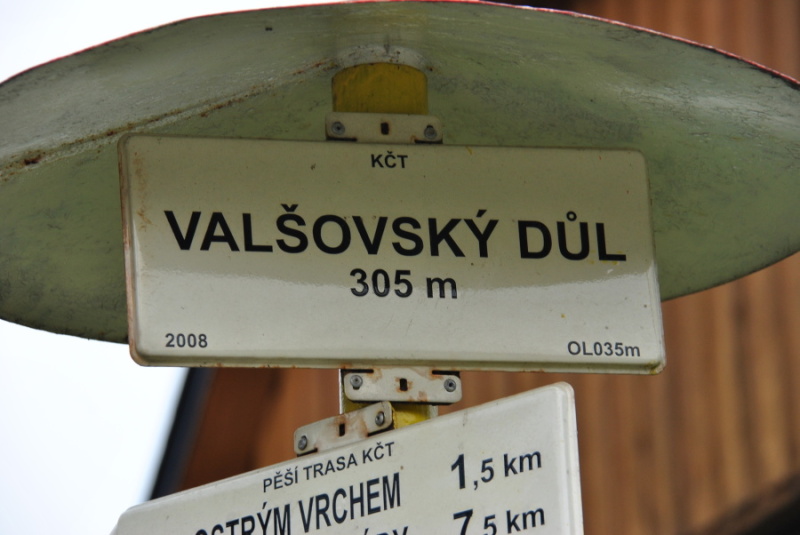 KČT
VALŠOVSKÝ DŮL
305 m
2008 OL035m
PĚŠÍ TRASA KČT
OSTRÝM VRCHEM 1,5 km
7,5 km